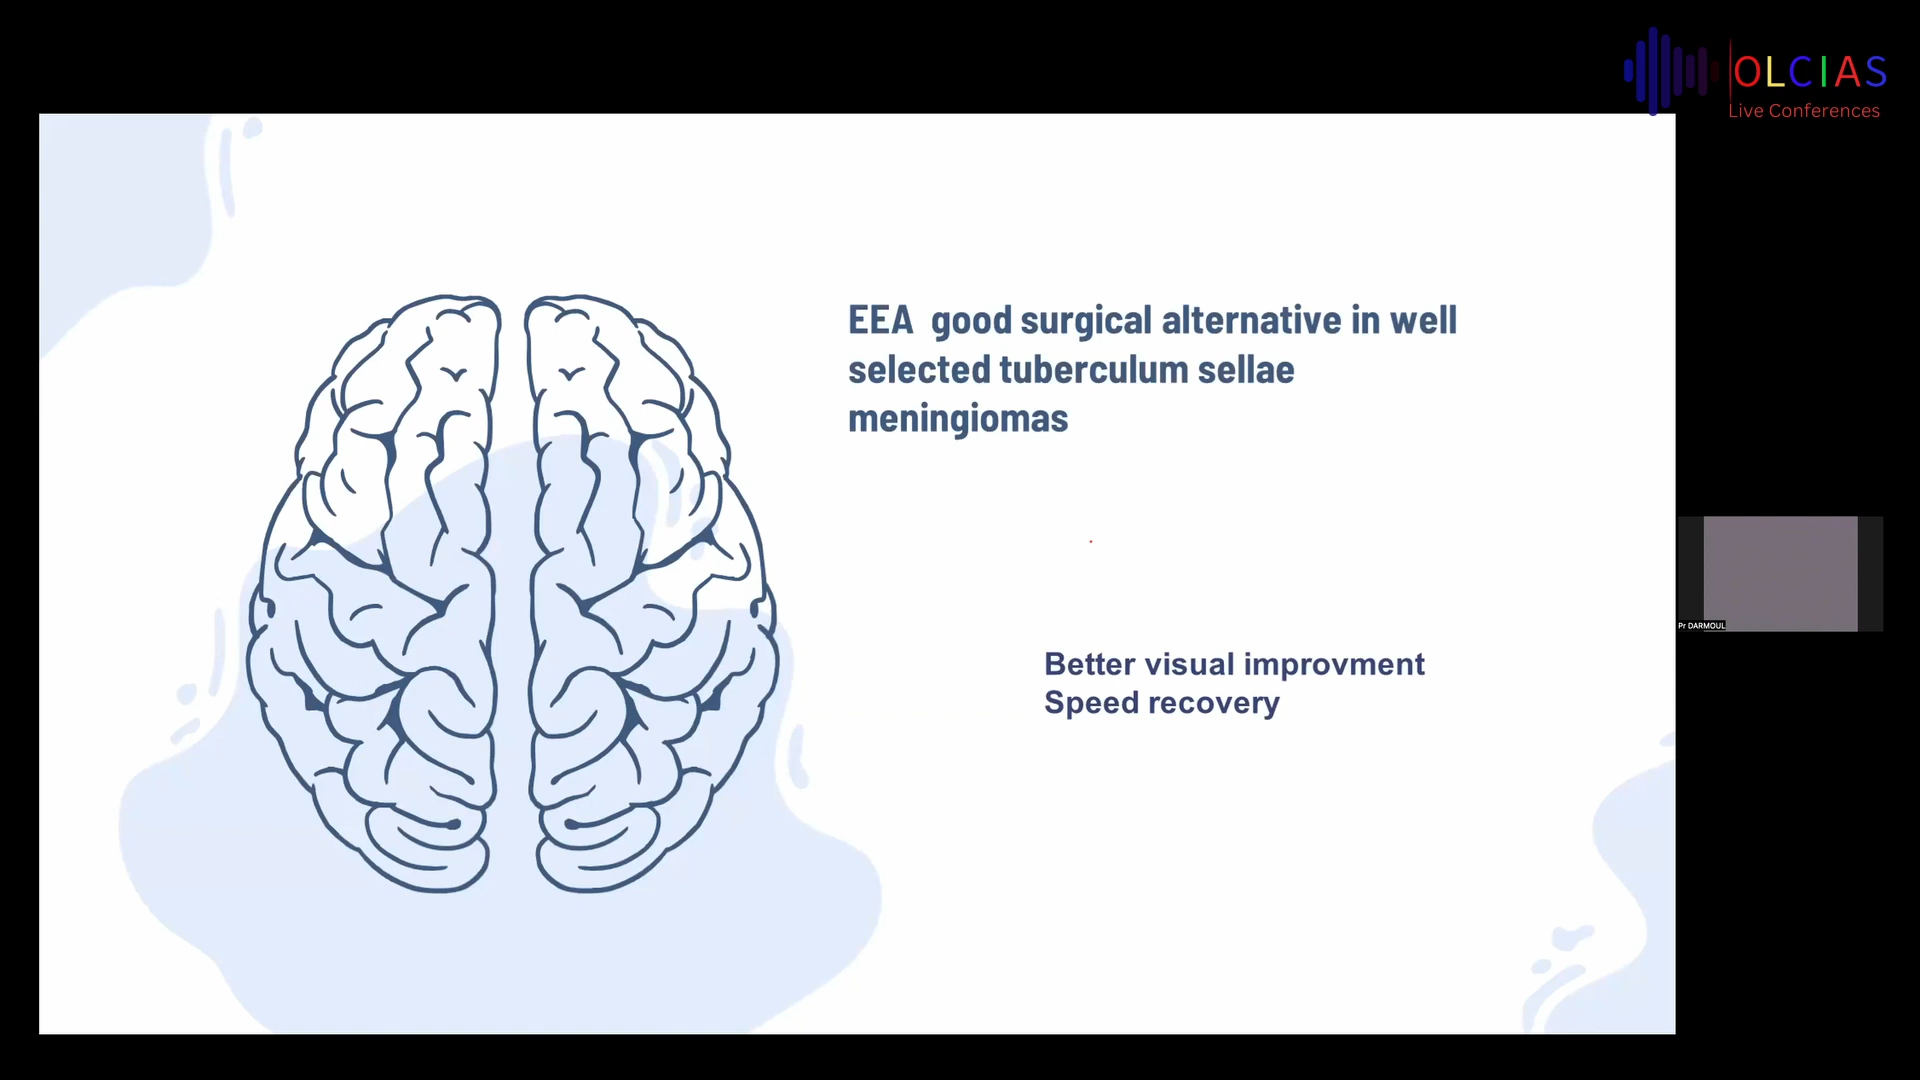 OLCIAS
Live Conferences
EEA good surgical alternative in well
selected tuberculum sellae
meningiomas
Better visual improvment
Speed recovery
Pr DARMOUL